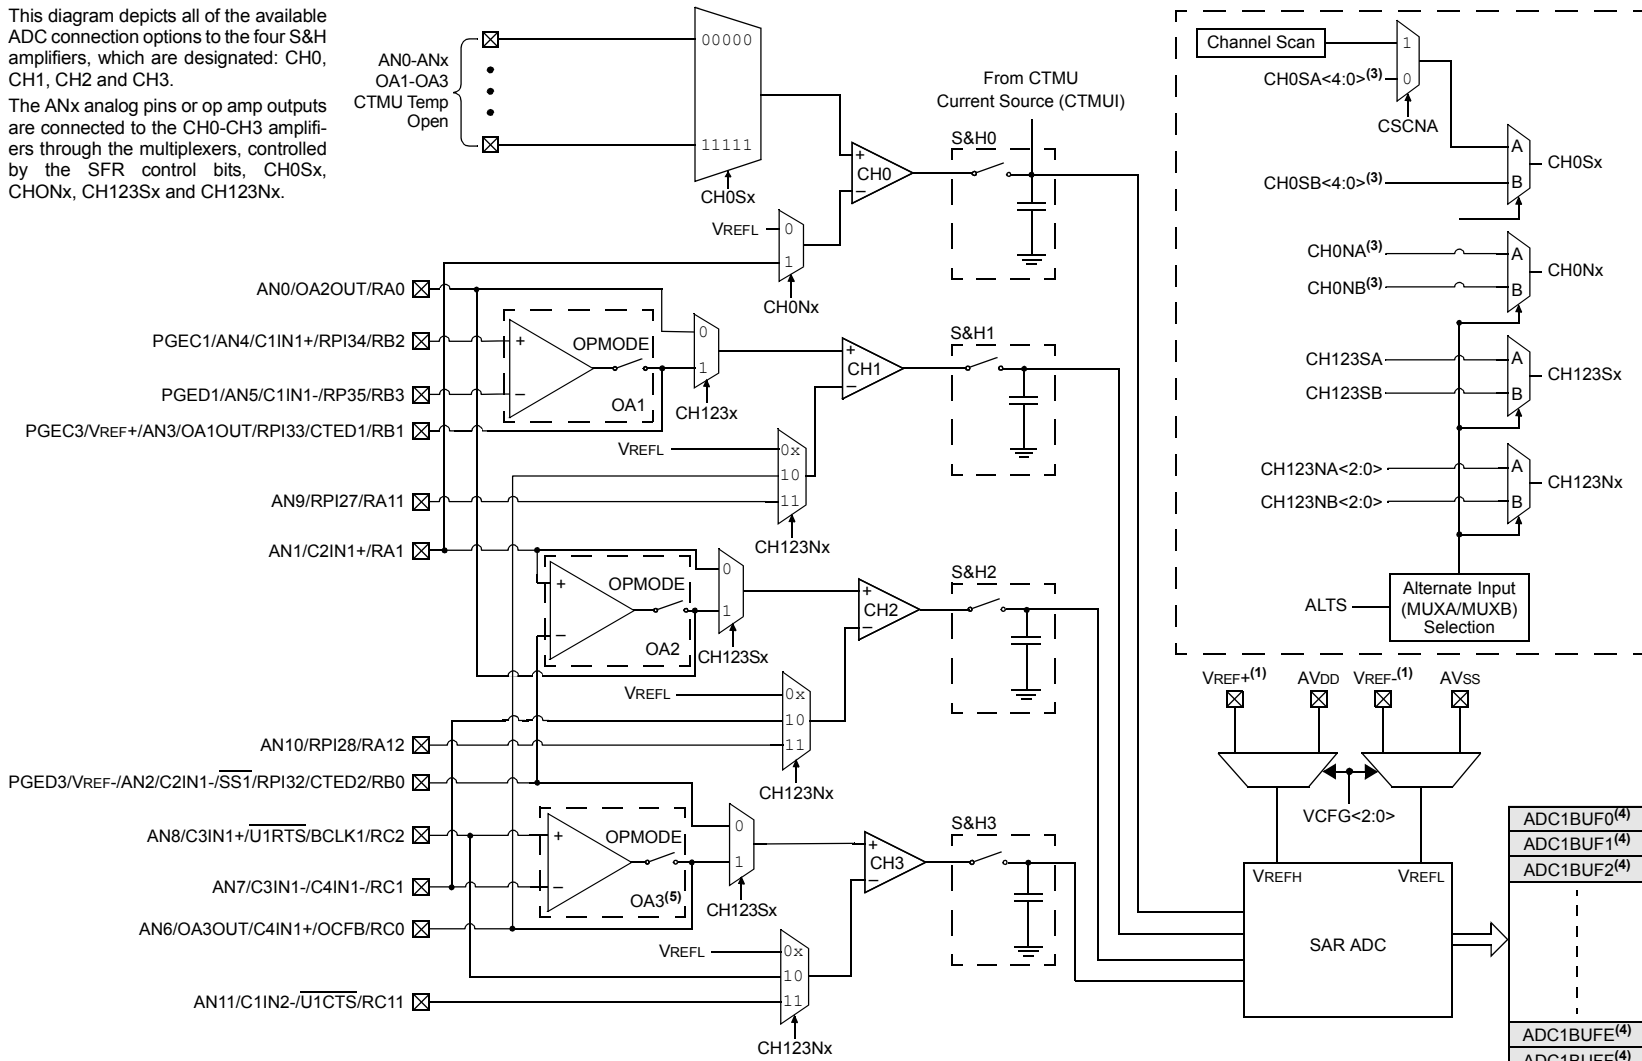 This diagram depicts all of the available
ADC connection options to the four S&H
amplifiers, which are designated: CH0,
CH1, CH2 and CH3.
The ANx analog pins or op amp outputs
are connected to the CH0-CH3 amplifi-
ers through the multiplexers, controlled
by the SFR control bits, CH0Sx,
CHONx, CH123Sx and CH123Nx.
AN0-ANx
OA1-OA3
CTMU Temp
Open
00000
11111
CH0Sx
From CTMU
Current Source (CTMUI)
S&H0
+
CH0
−
VREFL
0
1
CH0Nx
AN0/OA2OUT/RA0
PGEC1/AN4/C1IN1+/RPI34/RB2
PGED1/AN5/C1IN1-/RP35/RB3
PGEC3/VREF+/AN3/OA1OUT/RPI33/CTED1/RB1
+
−
OPMODE
OA1
0
1
CH123x
+
CH1
−
S&H1
VREFL
0x
10
11
AN9/RPI27/RA11
CH123Nx
AN1/C2IN1+/RA1
+
−
OPMODE
OA2
0
1
CH123Sx
+
CH2
−
S&H2
VREFL
0x
10
11
AN10/RPI28/RA12
CH123Nx
PGED3/VREF-/AN2/C2IN1-/SS1/RPI32/CTED2/RB0
AN8/C3IN1+/U1RTS/BCLK1/RC2
AN7/C3IN1-/C4IN1-/RC1
AN6/OA3OUT/C4IN1+/OCFB/RC0
+
−
OPMODE
OA3(5)
0
1
CH123Sx
+
CH3
−
S&H3
VREFL
0x
10
11
AN11/C1IN2-/U1CTS/RC11
CH123Nx
Channel Scan
1
CH0SA<4:0>(3)
0
CSCNA
A
CH0Sx
CH0SB<4:0>(3)
B
CH0NA(3)
A
CH0Nx
CH0NB(3)
B
CH123SA
A
CH123Sx
CH123SB
B
CH123NA<2:0>
A
CH123Nx
CH123NB<2:0>
B
ALTS
Alternate Input
(MUXA/MUXB)
Selection
VREF+(1) AVDD VREF-(1) AVSS
VCFG<2:0>
VREFH VREFL
SAR ADC
ADC1BUF0(4)
ADC1BUF1(4)
ADC1BUF2(4)
ADC1BUFE(4)
ADC1BUFF(4)